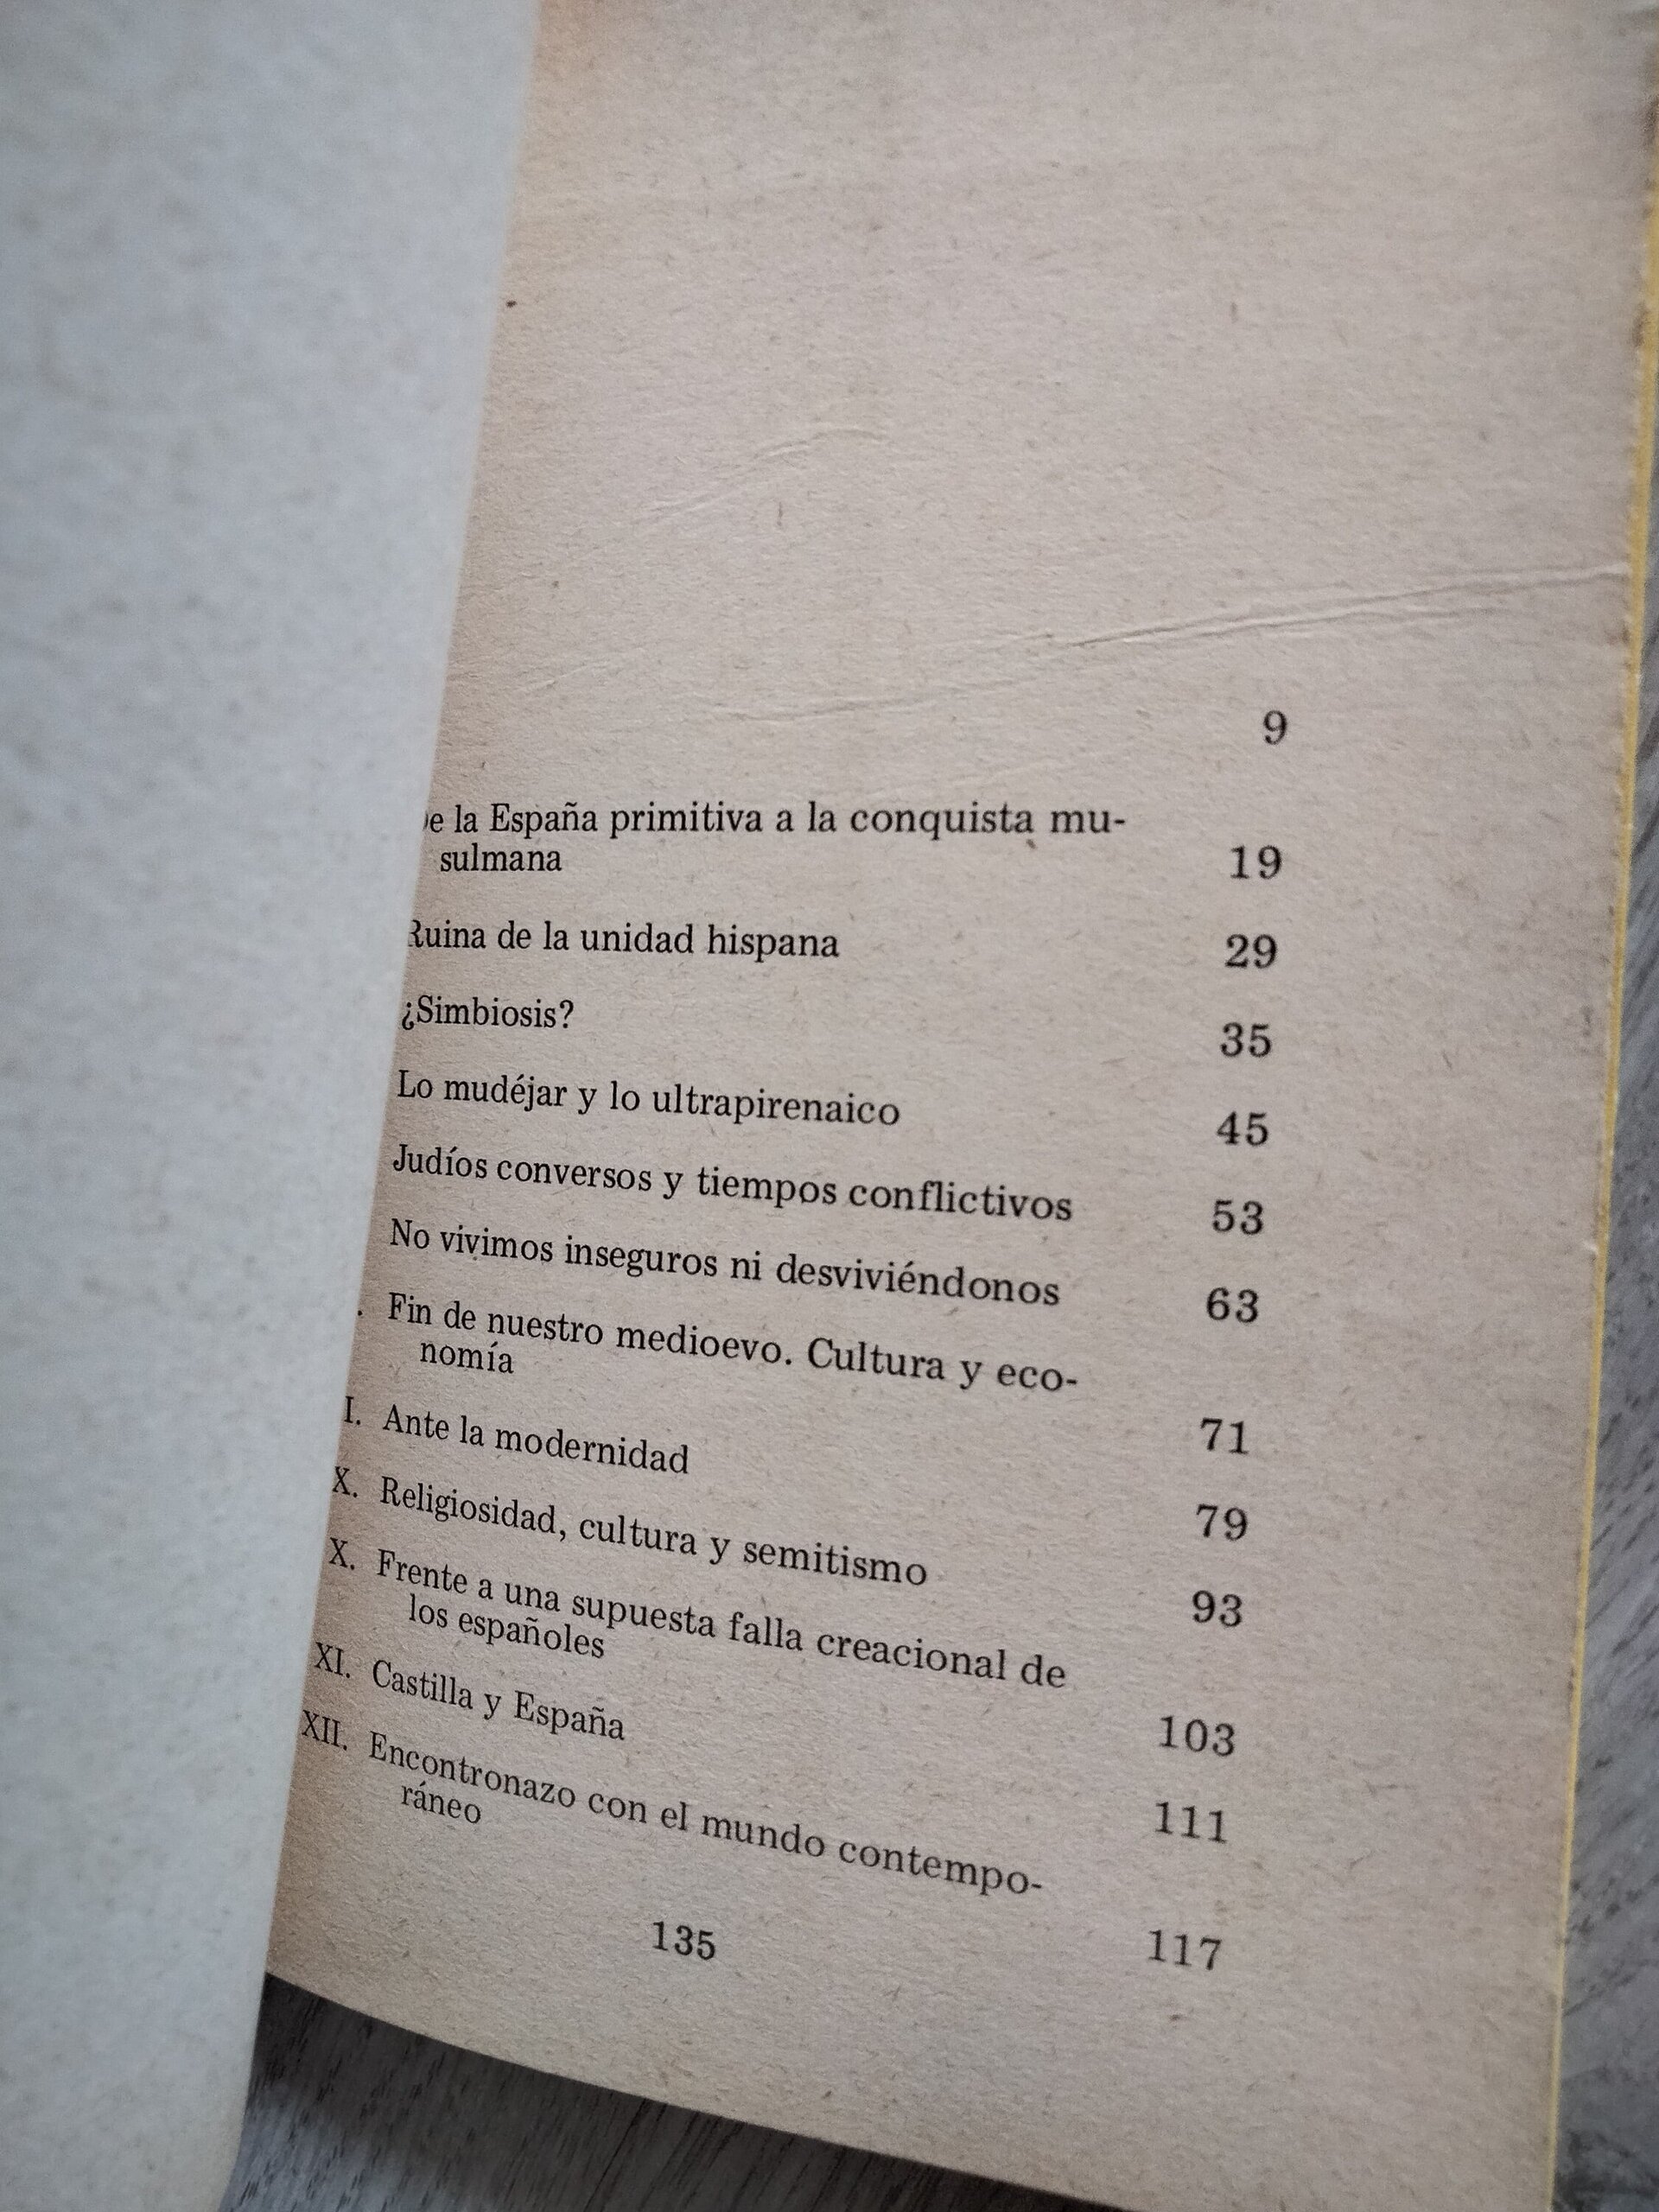 9
e la España primitiva a la conquista mu-
sulmana 19
Ruina de la unidad hispana 29
¿Simbiosis? 35
Lo mudéjar y lo ultrapirenaico 45
Judíos conversos y tiempos conflictivos 53
No vivimos inseguros ni desviviéndonos 63
. Fin de nuestro medioevo. Cultura y eco-
nomía 71
I. Ante la modernidad 79
X. Religiosidad, cultura y semitismo 93
X. Frente a una supuesta falla creacional de
los españoles 103
XI. Castilla y España 111
XII. Encontronazo con el mundo contempo-
ráneo 117
135